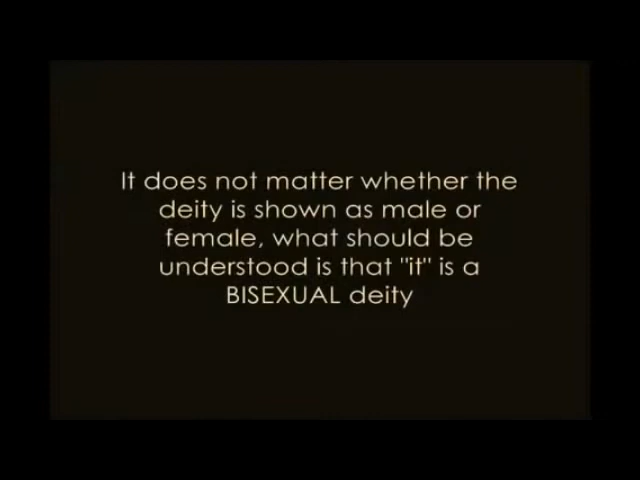 It does not matter whether the
deity is shown as male or
female, what should be
understood is that "it" is a
BISEXUAL deity